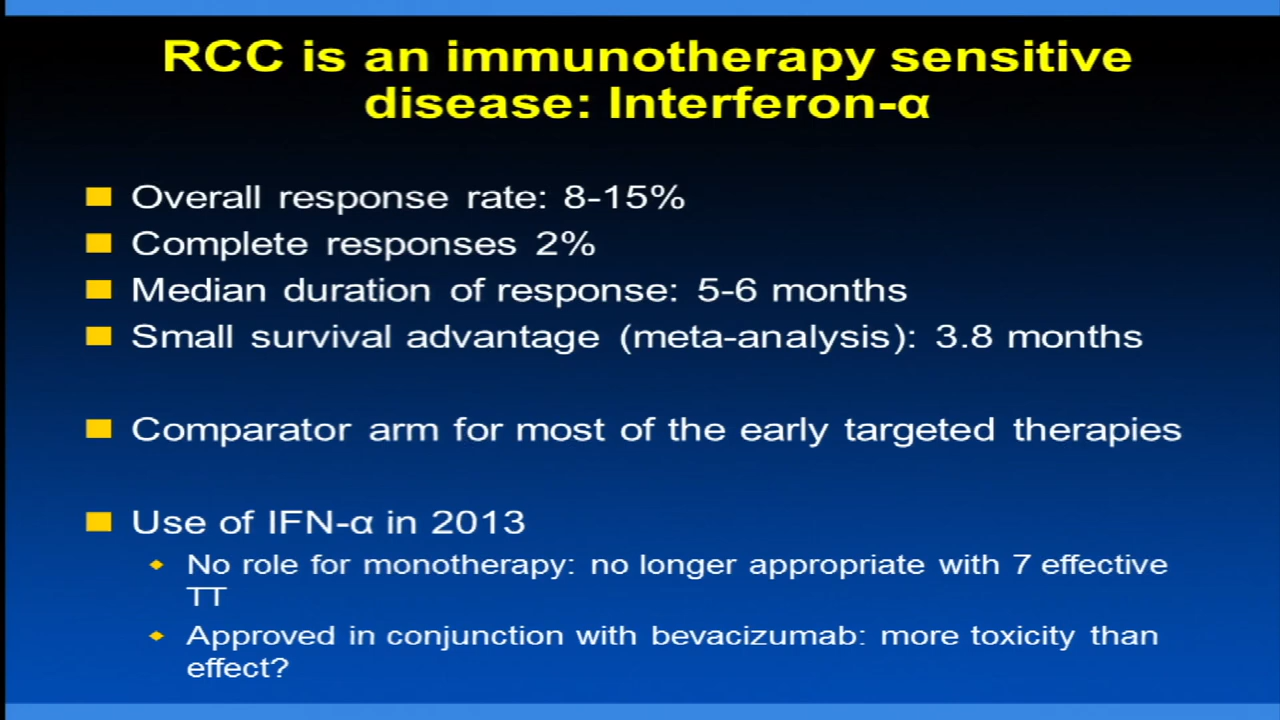 RCC is an immunotherapy sensitive
disease: Interferon-α
Overall response rate: 8-15%
Complete responses 2%
Median duration of response: 5-6 months
Small survival advantage (meta-analysis): 3.8 months
Comparator arm for most of the early targeted therapies
Use of IFN-α in 2013
No role for monotherapy: no longer appropriate with 7 effective
TT
Approved in conjunction with bevacizumab: more toxicity than
effect?